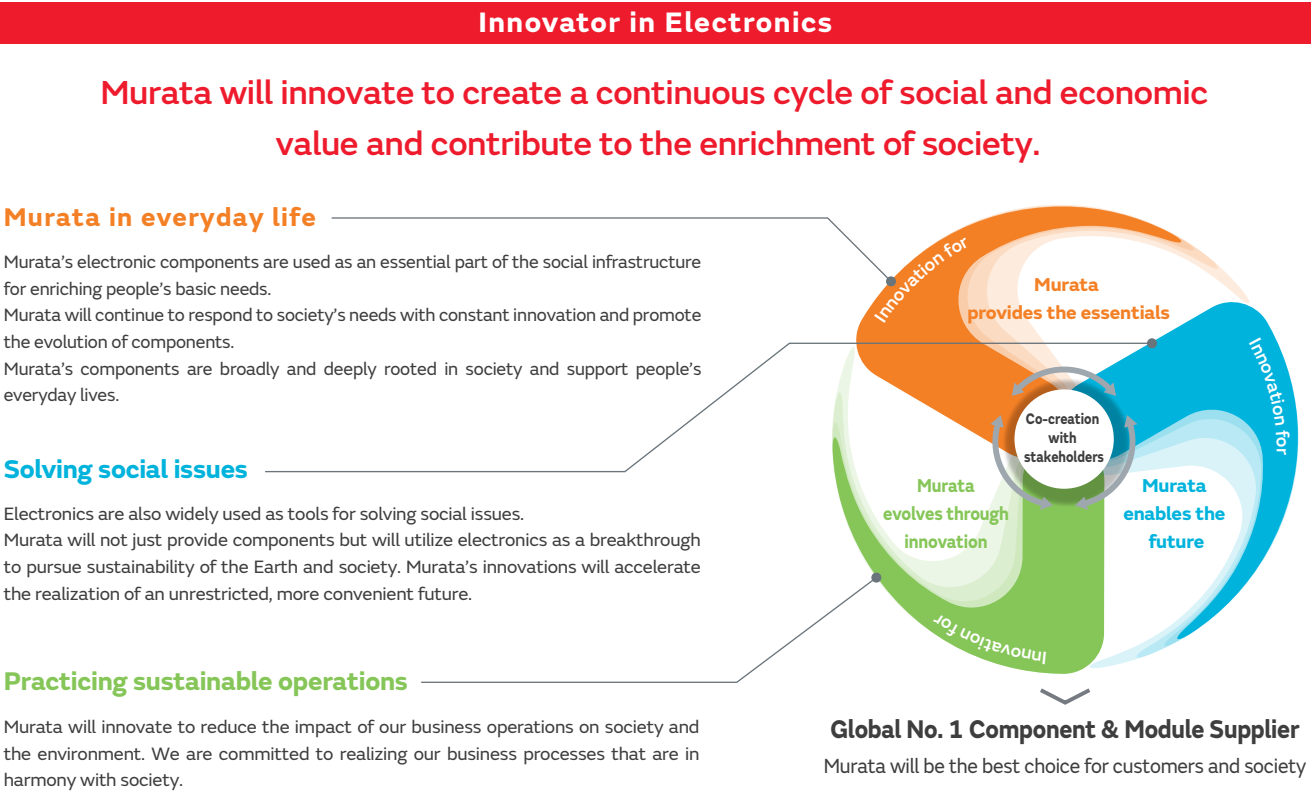 Innovator in Electronics
Murata will innovate to create a continuous cycle of social and economic
value and contribute to the enrichment of society.
Murata in everyday life
Murata's electronic components are used as an essential part of the social infrastructure
for enriching people's basic needs.
Murata will continue to respond to society's needs with constant innovation and promote
the evolution of components.
Murata's components are broadly and deeply rooted in society and support people's
everyday lives.
Solving social issues
Electronics are also widely used as tools for solving social issues.
Murata will not just provide components but will utilize electronics as a breakthrough
to pursue sustainability of the Earth and society. Murata's innovations will accelerate
the realization of an unrestricted, more convenient future.
Practicing sustainable operations
Murata will innovate to reduce the impact of our business operations on society and
the environment. We are committed to realizing our business processes that are in
harmony with society.
Innovation for
Murata
provides the essentials
Innovation for
Murata
enables the
future
Innovation for
Murata
evolves through
innovation
Co-creation
with
stakeholders
Global No. 1 Component & Module Supplier
Murata will be the best choice for customers and society